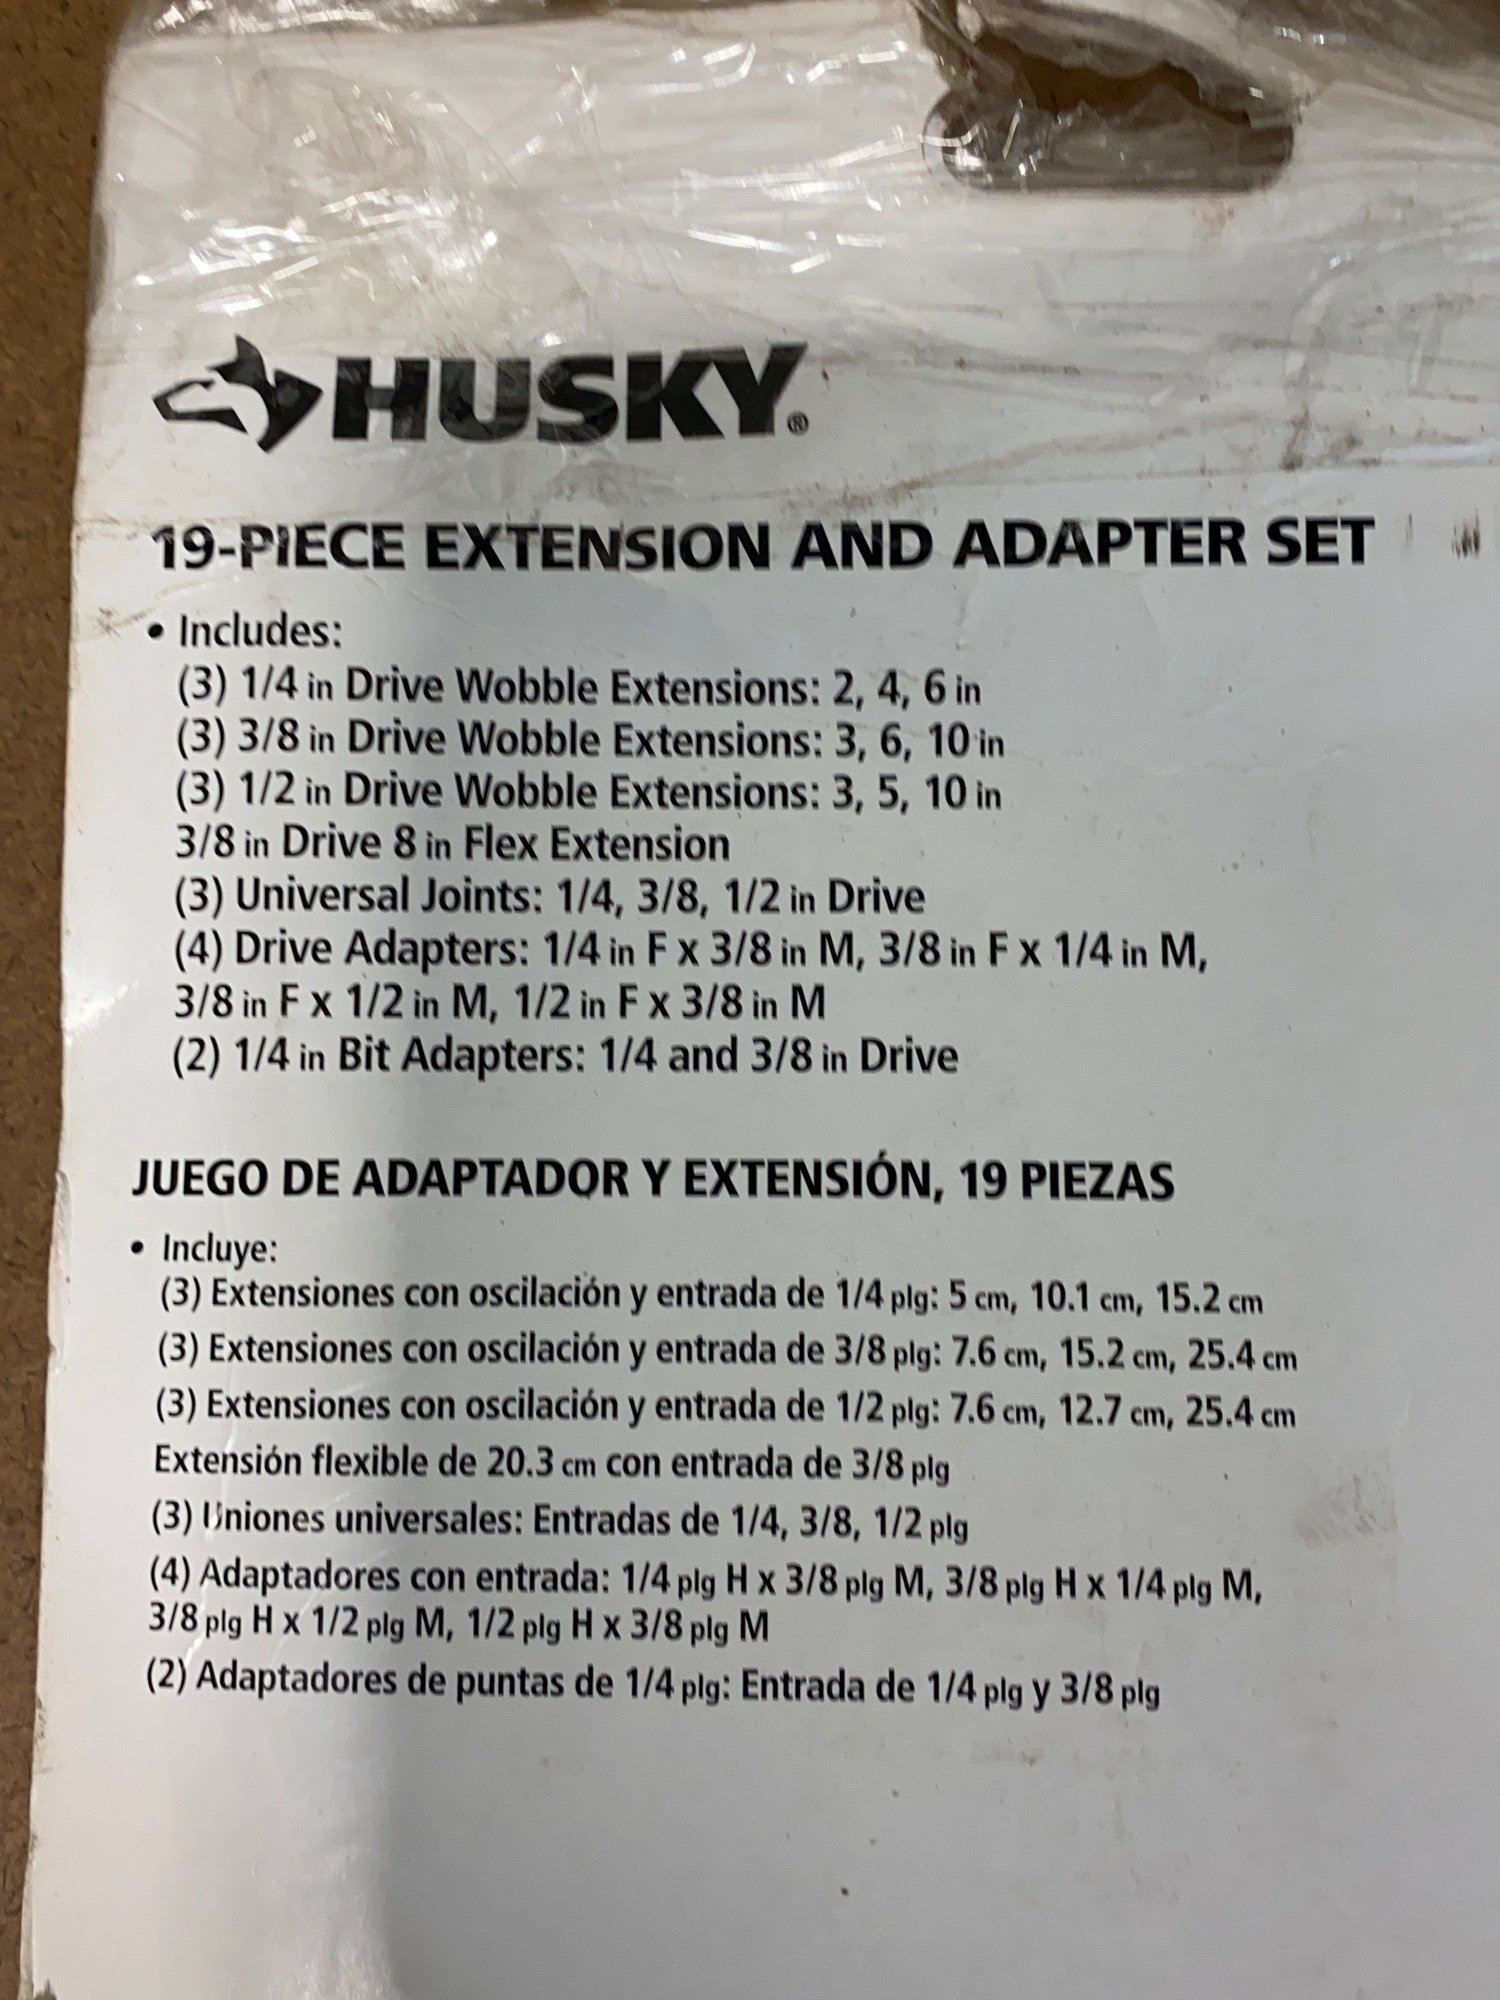 HUSKY®
19-PIECE EXTENSION AND ADAPTER SET
• Includes:
(3) 1/4 in Drive Wobble Extensions: 2, 4, 6 in
(3) 3/8 in Drive Wobble Extensions: 3, 6, 10 in
(3) 1/2 in Drive Wobble Extensions: 3, 5, 10 in
3/8 in Drive 8 in Flex Extension
(3) Universal Joints: 1/4, 3/8, 1/2 in Drive
(4) Drive Adapters: 1/4 in F x 3/8 in M, 3/8 in F x 1/4 in M,
3/8 in F x 1/2 in M, 1/2 in F x 3/8 in M
(2) 1/4 in Bit Adapters: 1/4 and 3/8 in Drive
JUEGO DE ADAPTADOR Y EXTENSIÓN, 19 PIEZAS
• Incluye:
(3) Extensiones con oscilación y entrada de 1/4 plg: 5 cm, 10.1 cm, 15.2 cm
(3) Extensiones con oscilación y entrada de 3/8 plg: 7.6 cm, 15.2 cm, 25.4 cm
(3) Extensiones con oscilación y entrada de 1/2 plg: 7.6 cm, 12.7 cm, 25.4 cm
Extensión flexible de 20.3 cm con entrada de 3/8 plg
(3) Uniones universales: Entradas de 1/4, 3/8, 1/2 plg
(4) Adaptadores con entrada: 1/4 plg H x 3/8 plg M, 3/8 plg H x 1/4 plg M,
3/8 plg H x 1/2 plg M, 1/2 plg H x 3/8 plg M
(2) Adaptadores de puntas de 1/4 plg: Entrada de 1/4 plg y 3/8 plg